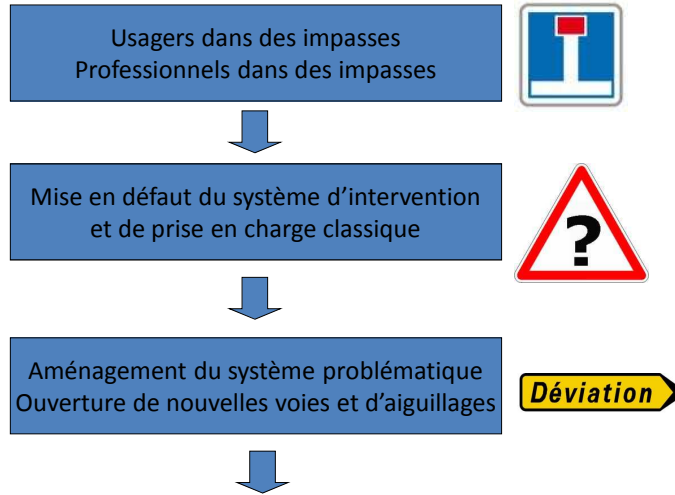 Usagers dans des impasses
Professionnels dans des impasses
Mise en défaut du système d’intervention
et de prise en charge classique
?
Aménagement du système problématique
Ouverture de nouvelles voies et d’aiguillages
Déviation